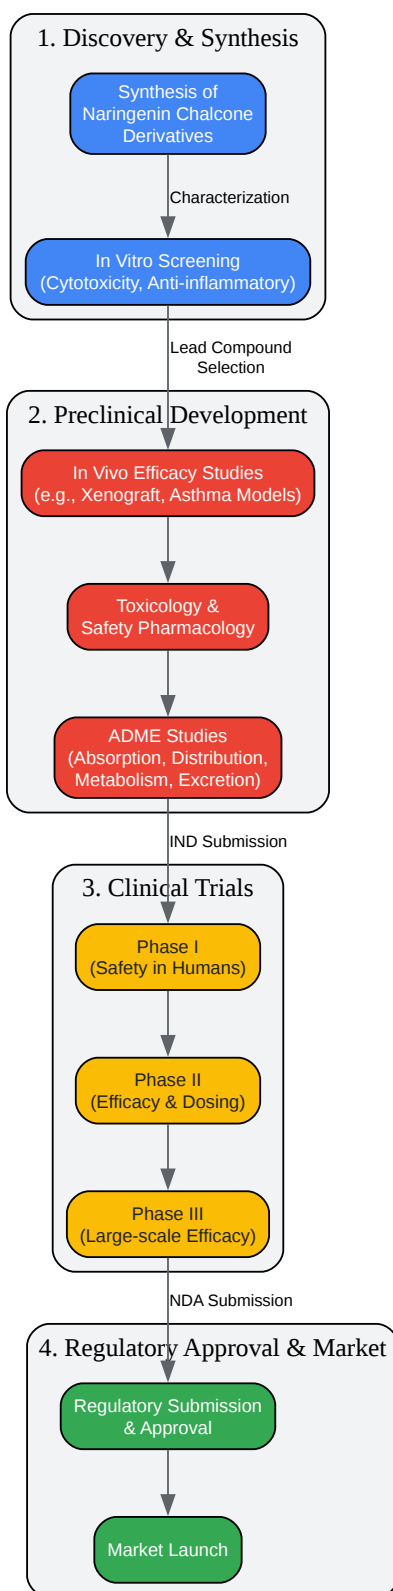 1. Discovery & Synthesis
Synthesis of
Naringenin Chalcone
Derivatives
Characterization
In Vitro Screening
(Cytotoxicity, Anti-inflammatory)
Lead Compound
Selection
2. Preclinical Development
In Vivo Efficacy Studies
(e.g., Xenograft, Asthma Models)
Toxicology &
Safety Pharmacology
ADME Studies
(Absorption, Distribution,
Metabolism, Excretion)
IND Submission
3. Clinical Trials
Phase I
(Safety in Humans)
Phase II
(Efficacy & Dosing)
Phase III
(Large-scale Efficacy)
NDA Submission
4. Regulatory Approval & Market
Regulatory Submission
& Approval
Market Launch